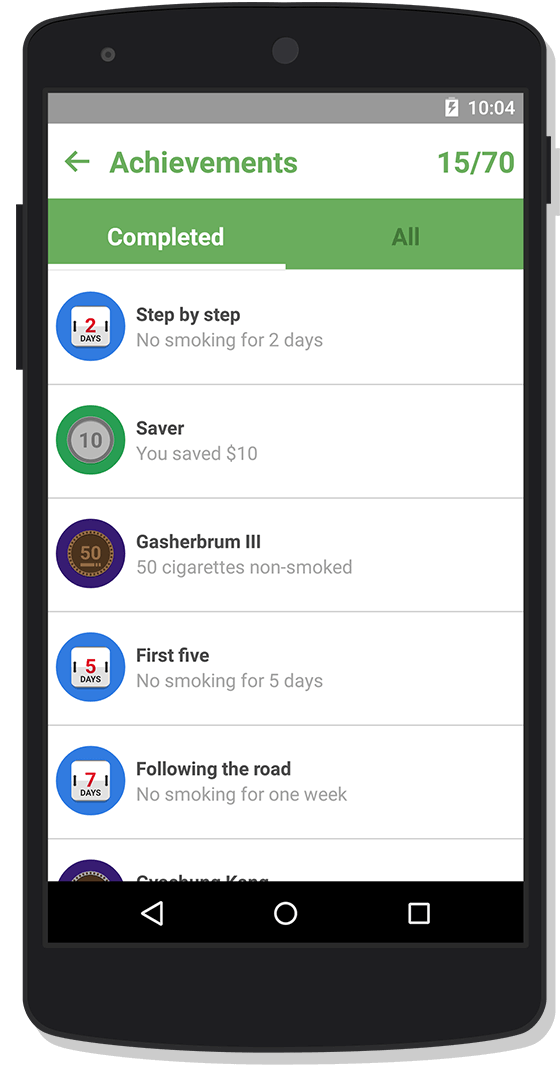 10:04
Achievements 15/70
Completed All
2
DAYS
Step by step
No smoking for 2 days
10
Saver
You saved $10
50
Gasherbrum III
50 cigarettes non-smoked
5
DAYS
First five
No smoking for 5 days
7
DAYS
Following the road
No smoking for one week